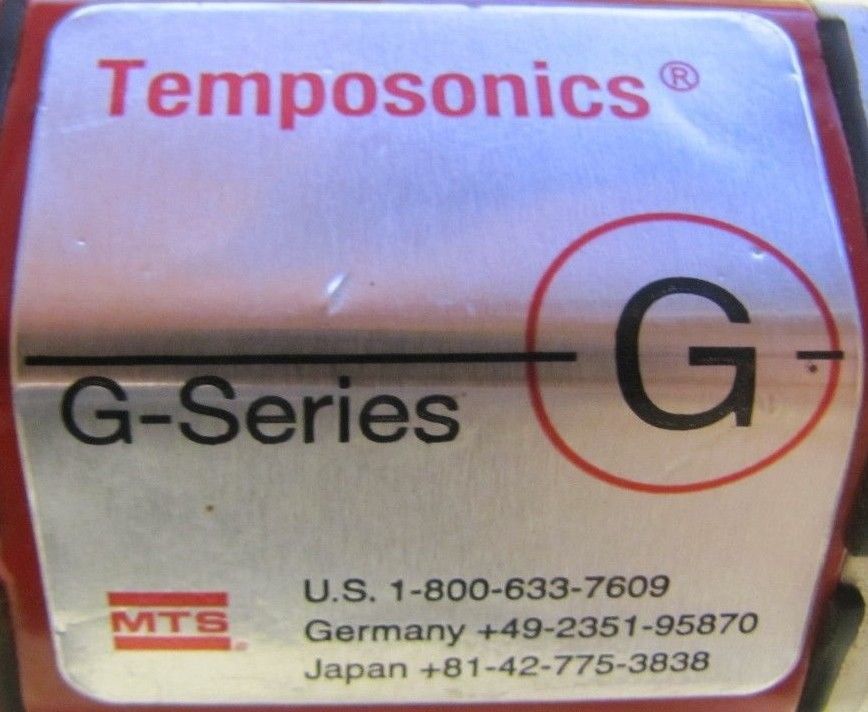 Temposonics®
G
G-Series
MTS
U.S. 1-800-633-7609
Germany +49-2351-95870
Japan +81-42-775-3838